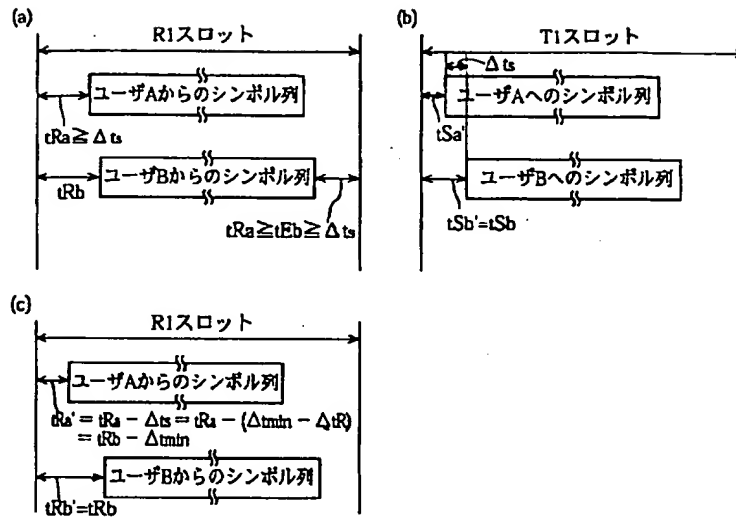 (a)
R1スロット
ユーザAからのシンボル列
tRa≧Δts
ユーザBからのシンボル列
tRb
tRa≧tEb≧Δts
(b)
T1スロット
Δts
ユーザAへのシンボル列
tSa'
ユーザBへのシンボル列
tSb'=tSb
(c)
R1スロット
ユーザAからのシンボル列
tRa' = tRa − Δts = tRa − (Δtmin − ΔtR)
= tRb − Δtmin
ユーザBからのシンボル列
tRb'=tRb